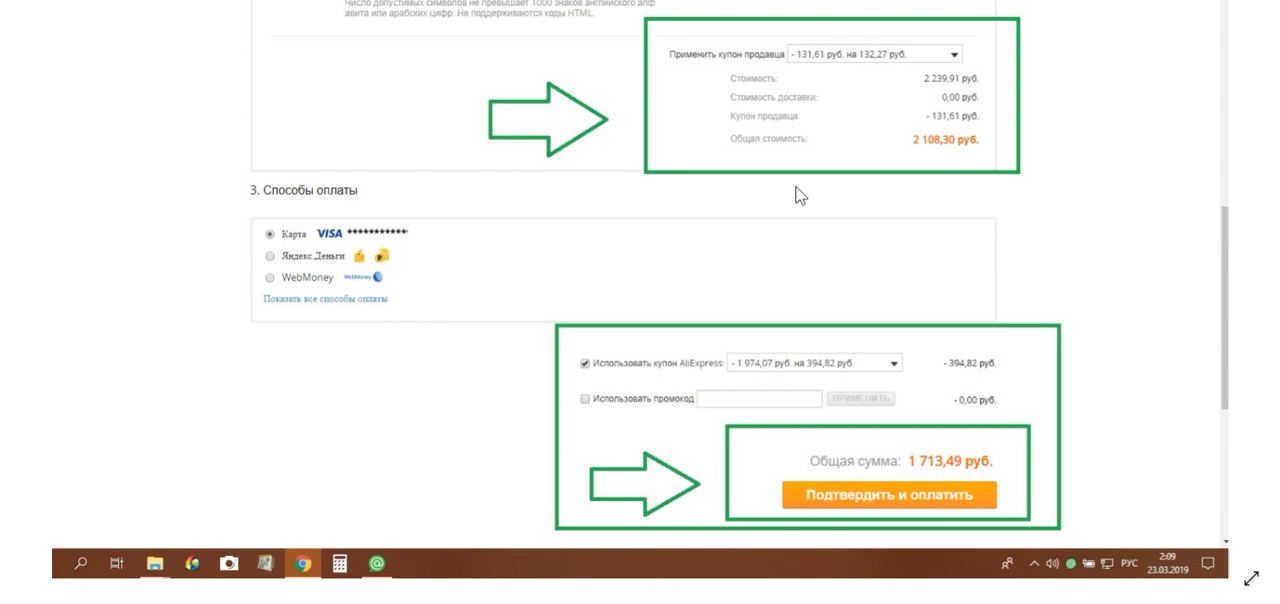 Число допустимых символов не превышает 1000 знаков английского алф
авита или арабских цифр. Не поддерживаются коды HTML.
Применить купон продавца - 131,61 руб. на 132,27 руб.
Стоимость: 2 239,91 руб.
Стоимость доставки: 0,00 руб.
Купон продавца - 131,61 руб.
Общая стоимость: 2 108,30 руб.
3. Способы оплаты
Карта VISA ***********
Яндекс.Деньги
WebMoney WebMoney
Показать все способы оплаты
Использовать купон AliExpress: - 1 974,07 руб. на 394,82 руб. - 394,82 руб.
Использовать промокод ПРИМЕНИТЬ - 0,00 руб.
Общая сумма: 1 713,49 руб.
Подтвердить и оплатить
РУС
2:09
23.03.2019